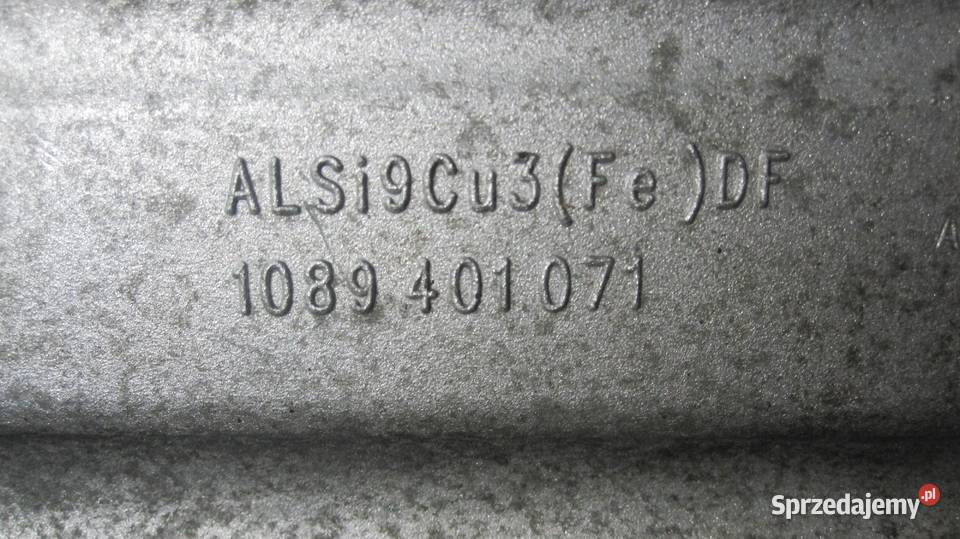 ALSi9Cu3(Fe)DF
1089 401 071
A
Sprzedajemy.pl